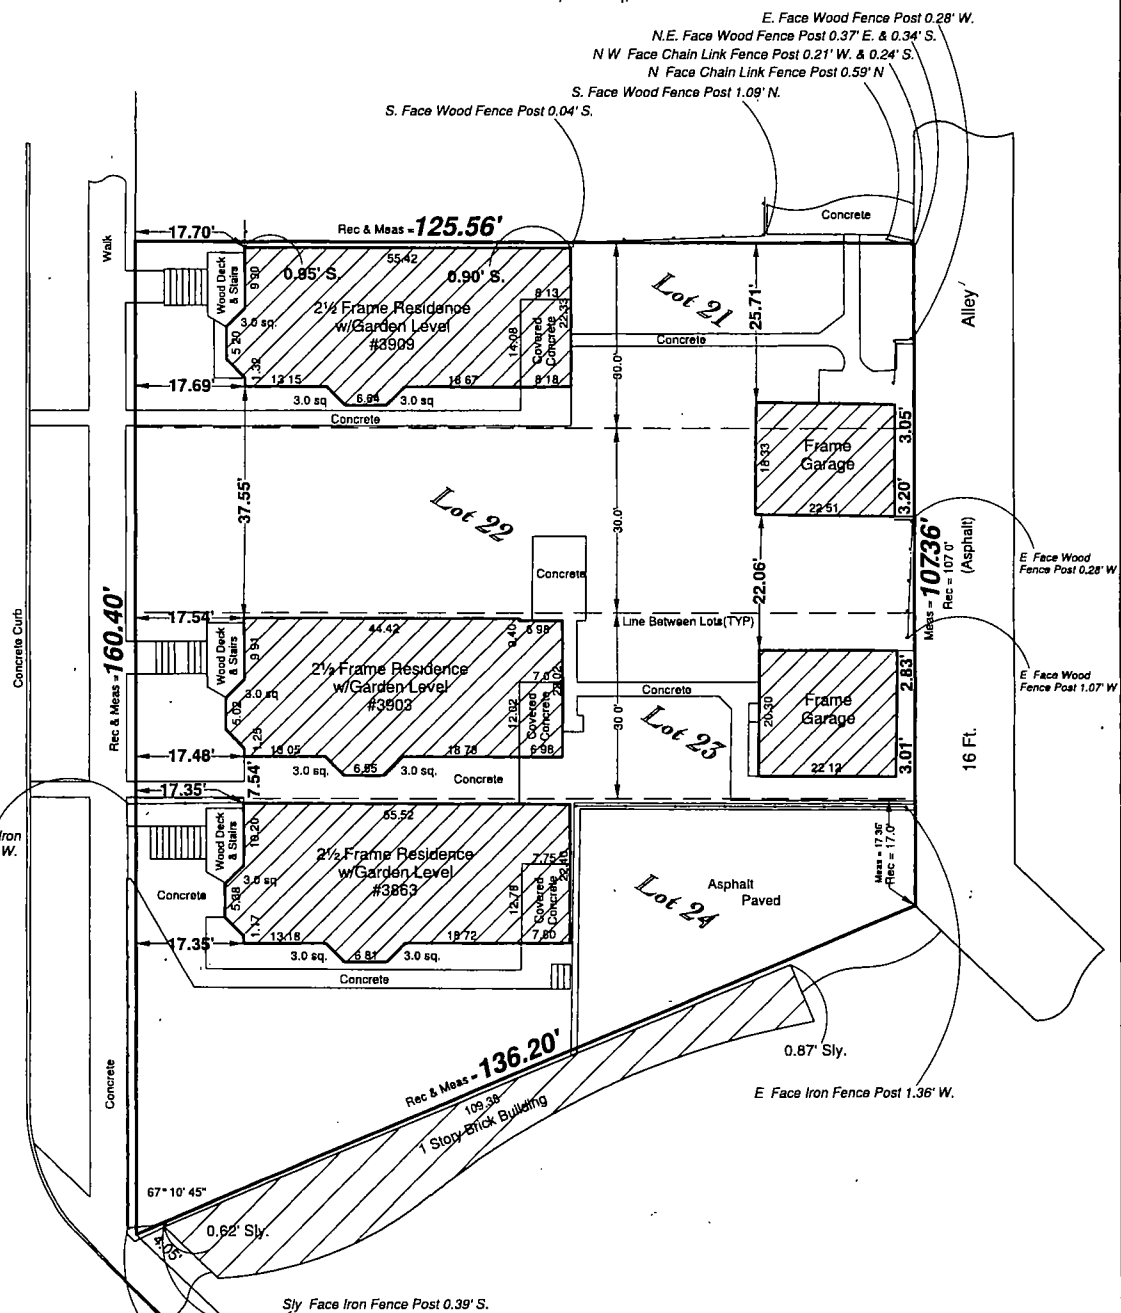 E. Face Wood Fence Post 0.28' W.
N.E. Face Wood Fence Post 0.37' E. & 0.34' S.
N W Face Chain Link Fence Post 0.21' W. & 0.24' S.
N Face Chain Link Fence Post 0.59' N
S. Face Wood Fence Post 1.09' N.
S. Face Wood Fence Post 0.04' S.
Concrete
17.70'
Rec & Meas = 125.56'
Walk
Wood Deck
& Stairs
9.90
55.42
0.95' S.
0.90' S.
2½ Frame Residence
w/Garden Level
#3909
3.0 sq.
5.20
1.32
8.13
22.33
14.08
Covered
Concrete
17.69'
13.15
18.67
8.18
3.0 sq
6.64
3.0 sq
Concrete
Lot 21
25.71'
30.0'
Concrete
Alley
Frame
Garage
18.33
22.51
3.05'
3.20'
37.55'
Lot 22
30.0'
22.06'
Concrete
Meas = 107.36'
Rec = 107.0'
(Asphalt)
E Face Wood
Fence Post 0.28' W
Concrete Curb
Rec & Meas = 160.40'
17.54'
44.42
9.40
6.98
Line Between Lots(TYP)
Wood Deck
& Stairs
9.91
2½ Frame Residence
w/Garden Level
#3903
3.0 sq
5.02
1.25
7.0
22.02
12.02
Covered
Concrete
17.48'
13.05
18.78
6.98
3.0 sq.
6.55
3.0 sq.
Concrete
Concrete
30.0'
Lot 23
Frame
Garage
20.30
22.12
2.83'
3.01'
E Face Wood
Fence Post 1.07' W
16 Ft.
17.35'
7.54'
Iron
W.
Wood Deck
& Stairs
10.20
55.52
2½ Frame Residence
w/Garden Level
#3863
3.0 sq
5.38
1.17
7.75
22.40
12.78
Covered
Concrete
Concrete
17.35'
13.18
18.72
7.80
3.0 sq.
6.81
3.0 sq.
Concrete
Lot 24
Asphalt
Paved
Meas = 17.36'
Rec = 17.0'
Concrete
Rec & Meas = 136.20'
109.38
1 Story Brick Building
0.87' Sly.
E Face Iron Fence Post 1.36' W.
67° 10' 45"
0.62' Sly.
Sly Face Iron Fence Post 0.39' S.